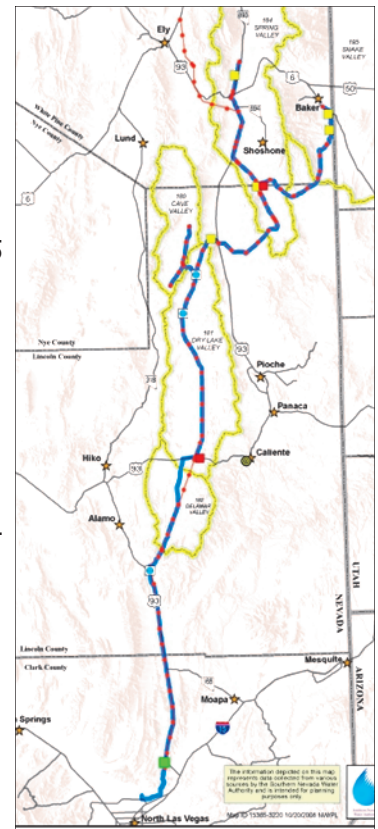 893
184
SPRING
VALLEY
195
SNAKE
VALLEY
Ely
93
6
50
894
Baker
White Pine County
Nye County
Lund
Shoshone
6
180
CAVE
VALLEY
181
DRY LAKE
VALLEY
93
Nye County
Lincoln County
Pioche
Panaca
Hiko
93
Caliente
182
DELAMAR
VALLEY
Alamo
93
UTAH
NEVADA
ARIZONA
Lincoln County
Clark County
Mesquite
Moapa
Springs
15
The information depicted on this map
represents data collected from various
sources by the Southern Nevada Water
Authority and is intended for planning
purposes only.
North Las Vegas